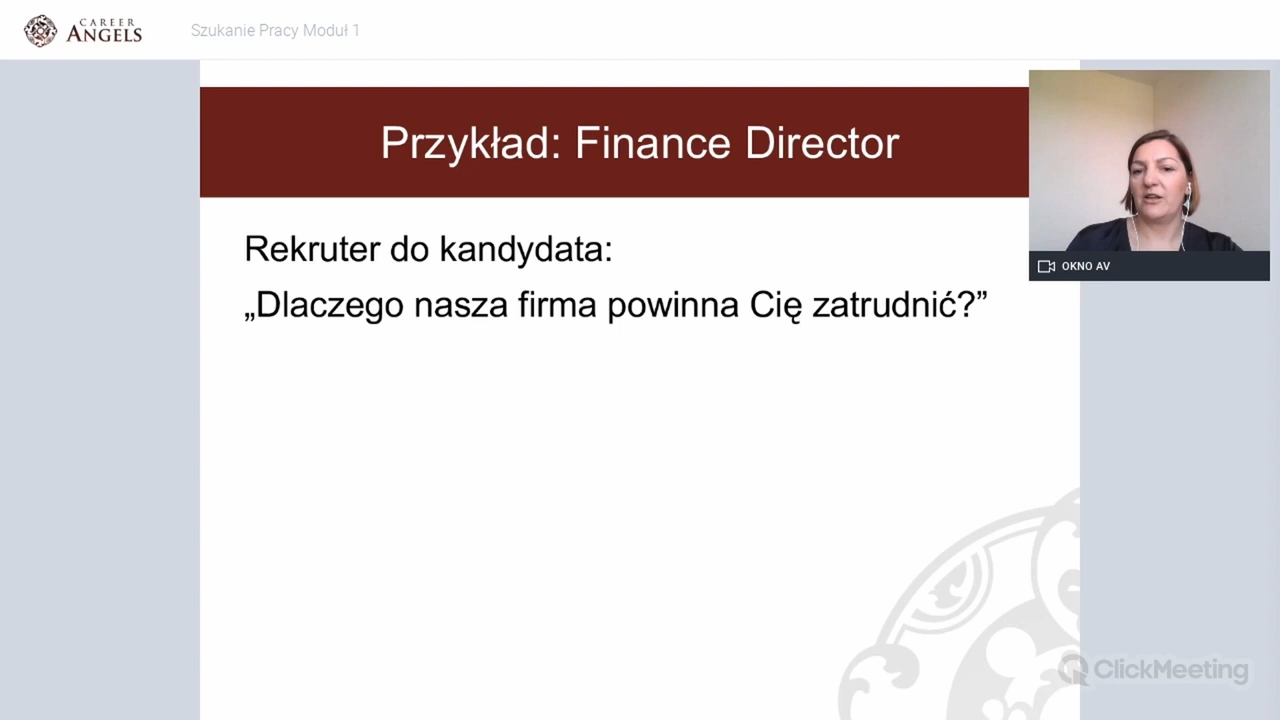 CAREER
ANGELS
Szukanie Pracy Moduł 1
Przykład: Finance Director
Rekruter do kandydata:
„Dlaczego nasza firma powinna Cię zatrudnić?”
OKNO AV
ClickMeeting